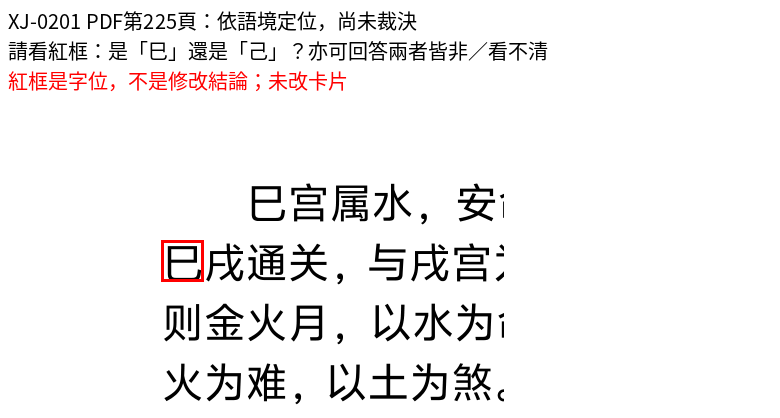 XJ-0201 PDF第225頁：依語境定位，尚未裁決
請看紅框：是「巳」還是「己」？亦可回答兩者皆非／看不清
紅框是字位，不是修改結論；未改卡片
巳宫属水，安
巳戌通关，与戌宫为
则金火月，以水为
火为难，以土为煞。